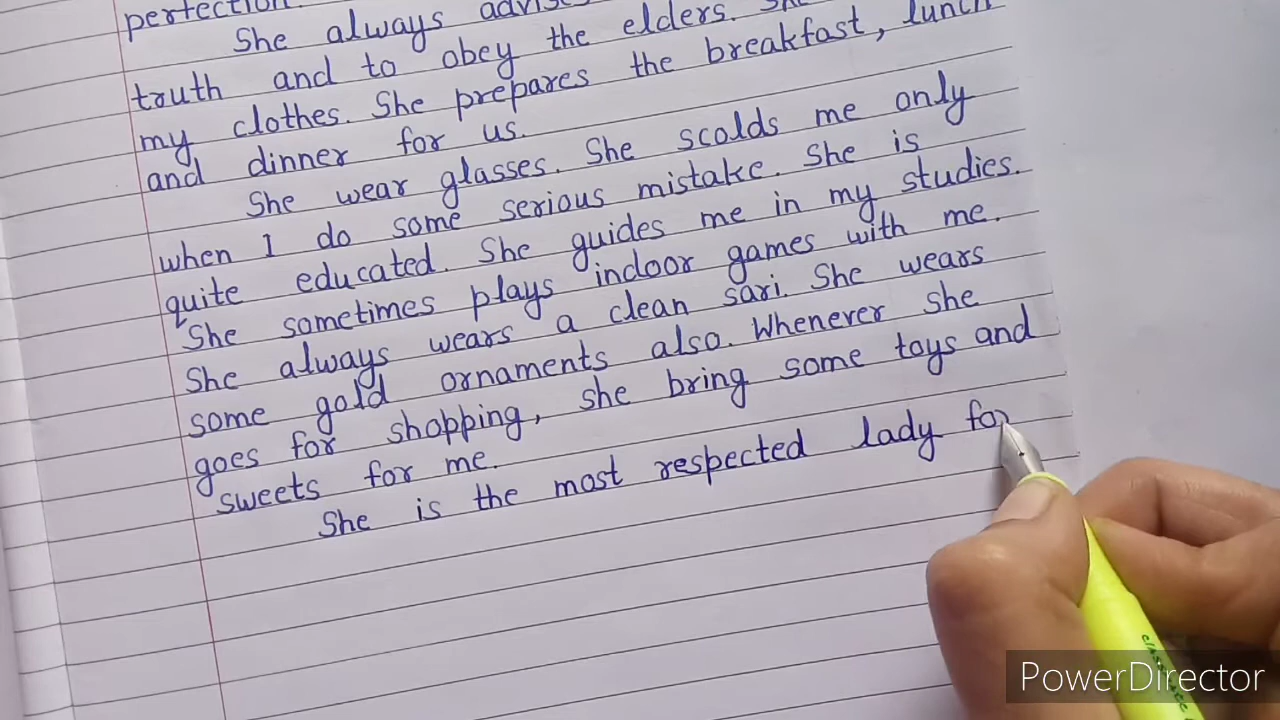 perfection.
She always advises
truth and to obey the elders. She
my clothes. She prepares the breakfast, lunch
and dinner for us.
She wear glasses. She scolds me only
when I do some serious mistake. She is
quite educated. She guides me in my studies.
She sometimes plays indoor games with me.
She always wears a clean sari. She wears
some gold ornaments also. Whenever she
goes for shopping, she bring some toys and
sweets for me.
She is the most respected lady for
PowerDirector